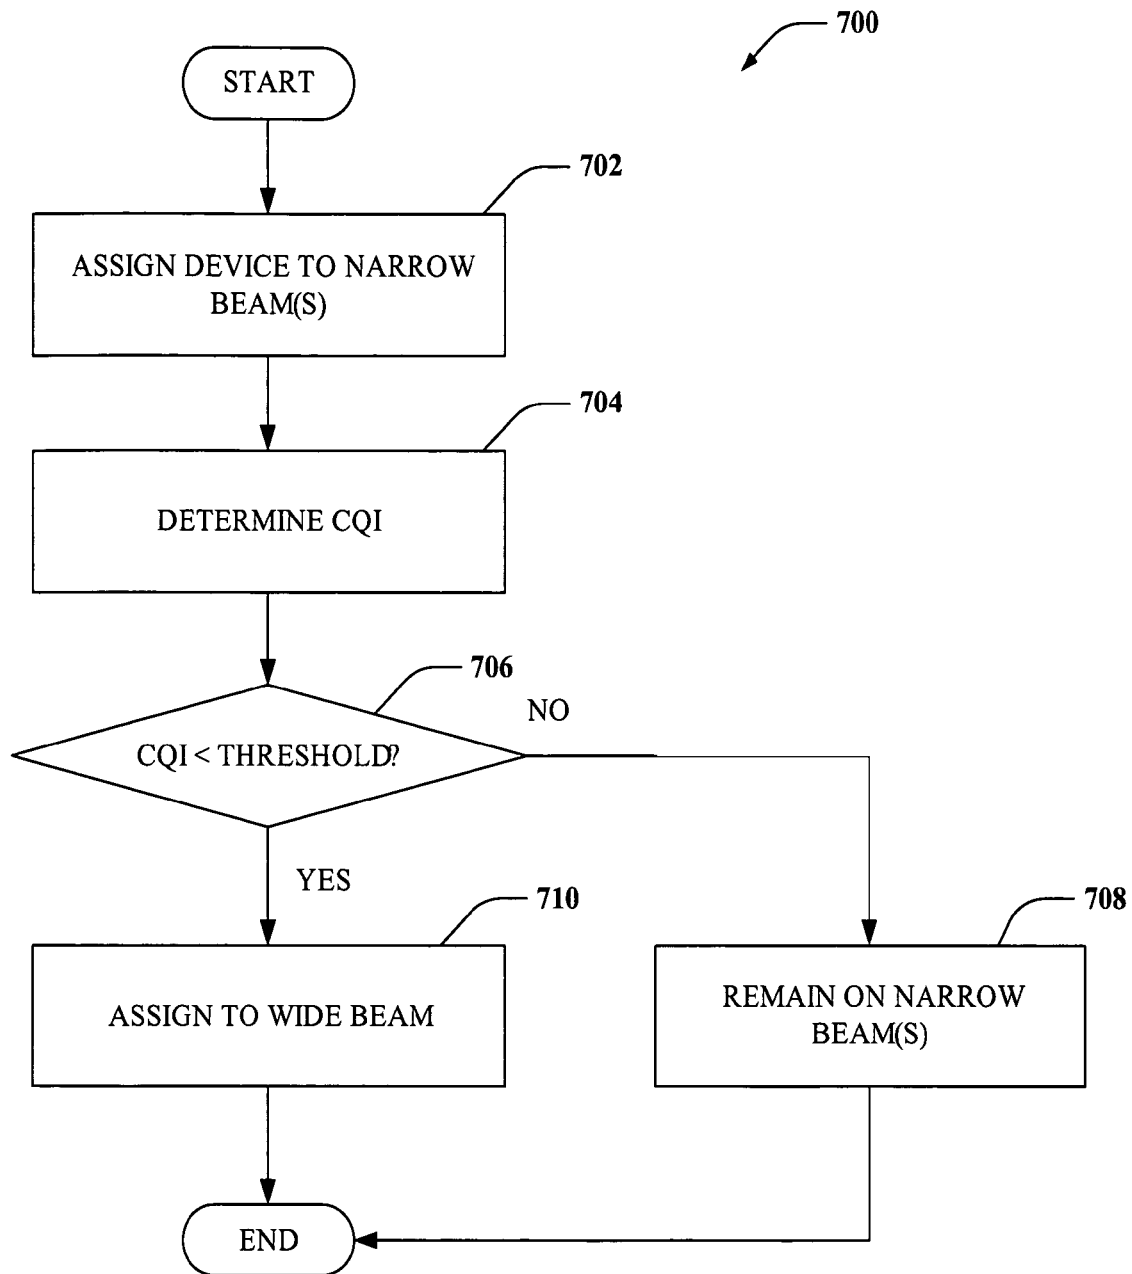 700
START
702
ASSIGN DEVICE TO NARROW
BEAM(S)
704
DETERMINE CQI
706
NO
CQI < THRESHOLD?
YES
710
708
ASSIGN TO WIDE BEAM
REMAIN ON NARROW
BEAM(S)
END